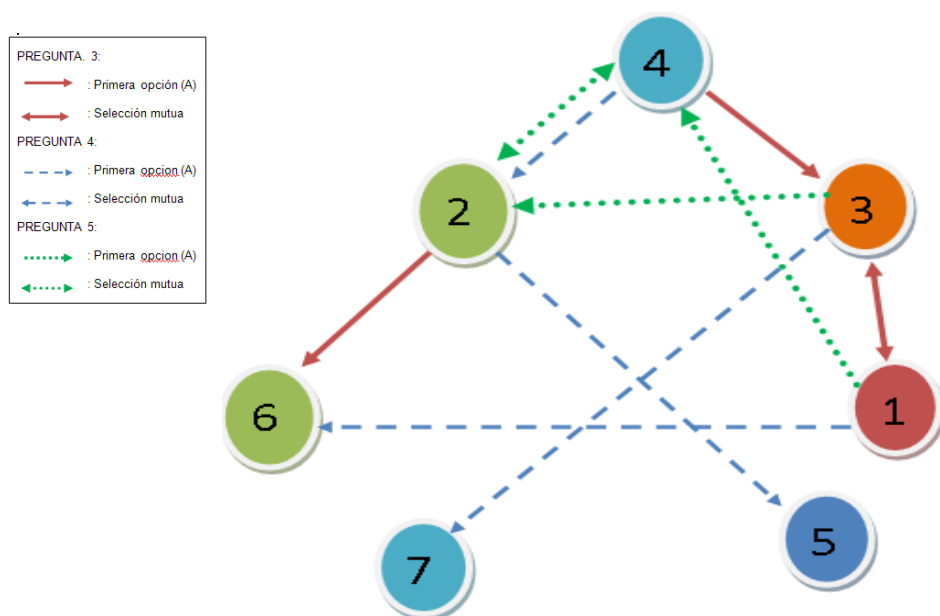 PREGUNTA. 3:
: Primera opción (A)
: Selección mutua
PREGUNTA 4:
: Primera opcion (A)
: Selección mutua
PREGUNTA 5:
: Primera opcion (A)
: Selección mutua
4
2
3
6
1
7
5